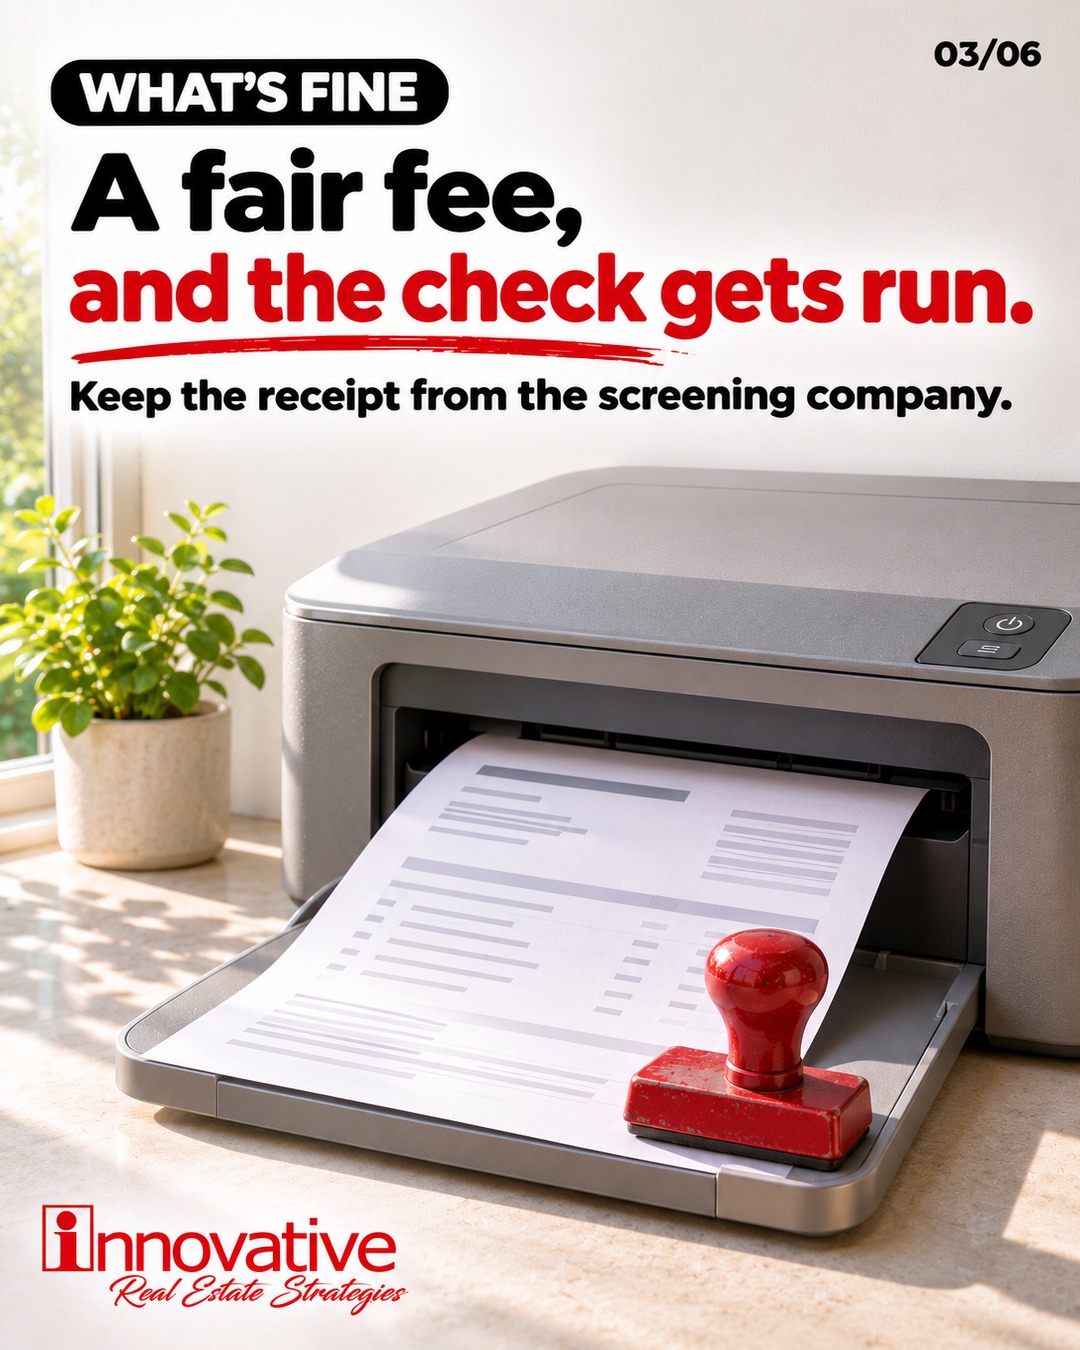 03/06
WHAT'S FINE
A fair fee,
and the check gets run.
Keep the receipt from the screening company.
innovative
Real Estate Strategies